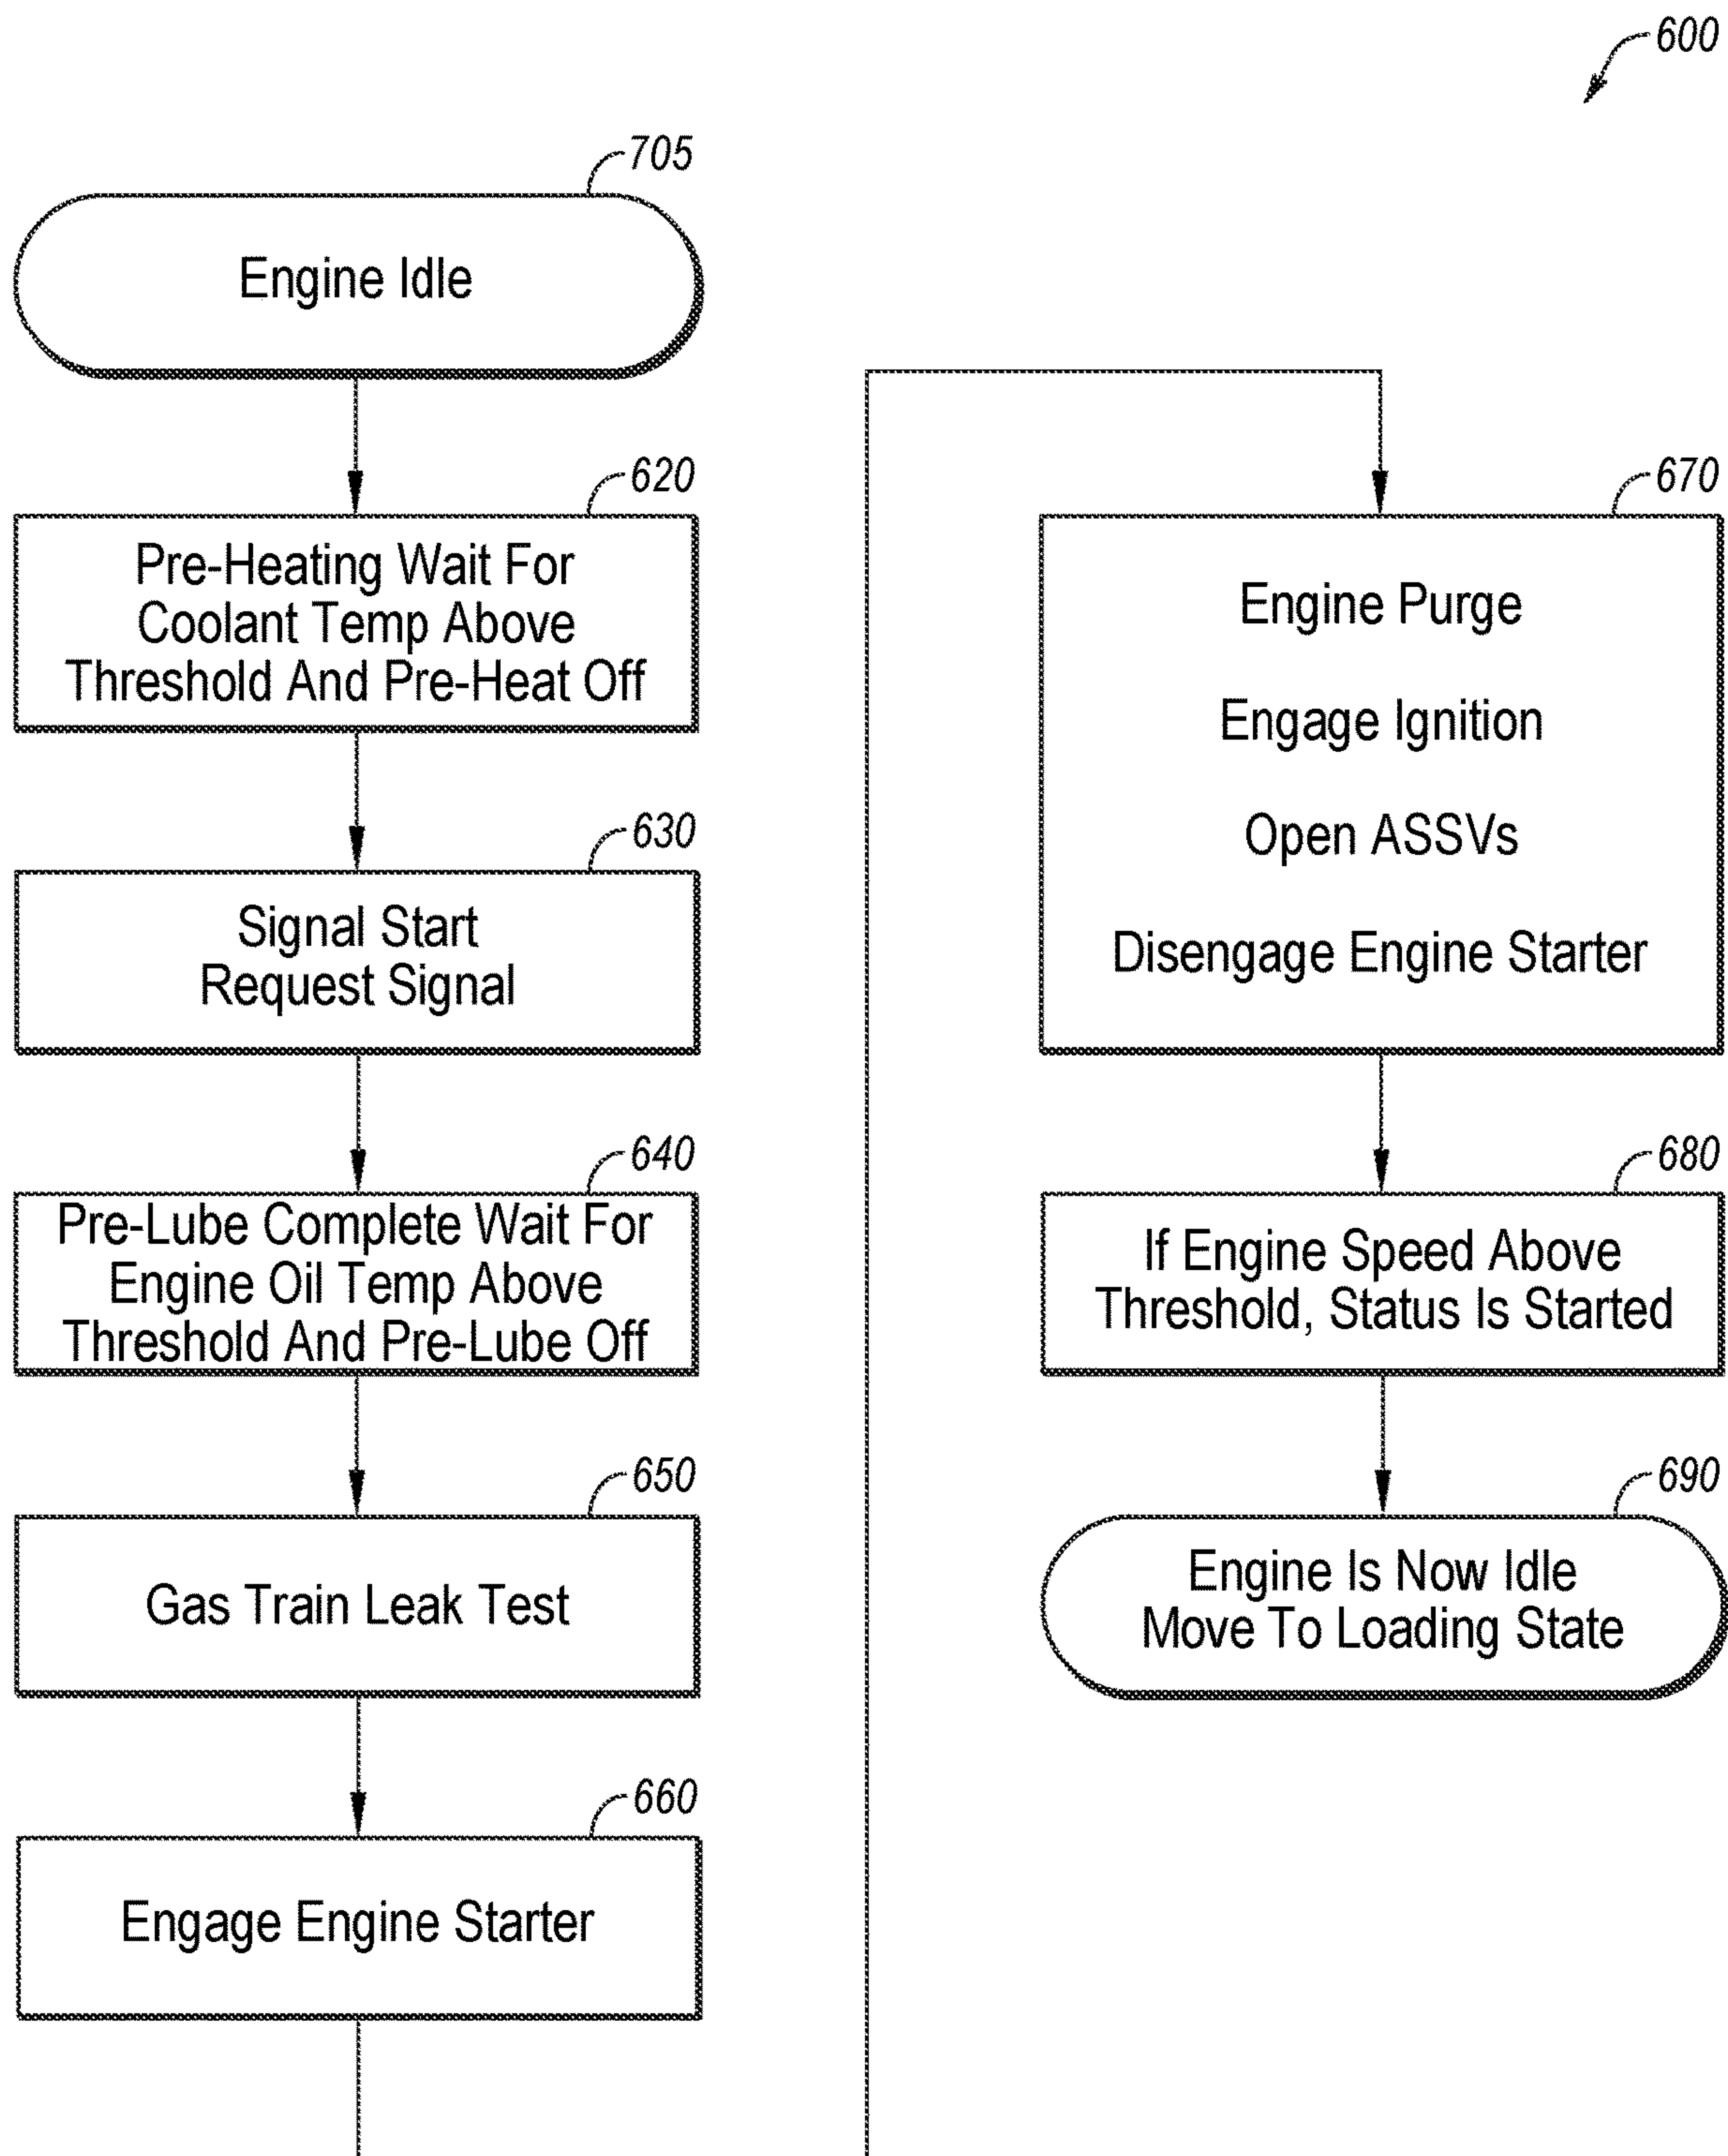 600
705
Engine Idle
620
Pre-Heating Wait For
Coolant Temp Above
Threshold And Pre-Heat Off
630
Signal Start
Request Signal
640
Pre-Lube Complete Wait For
Engine Oil Temp Above
Threshold And Pre-Lube Off
650
Gas Train Leak Test
660
Engage Engine Starter
670
Engine Purge
Engage Ignition
Open ASSVs
Disengage Engine Starter
680
If Engine Speed Above
Threshold, Status Is Started
690
Engine Is Now Idle
Move To Loading State